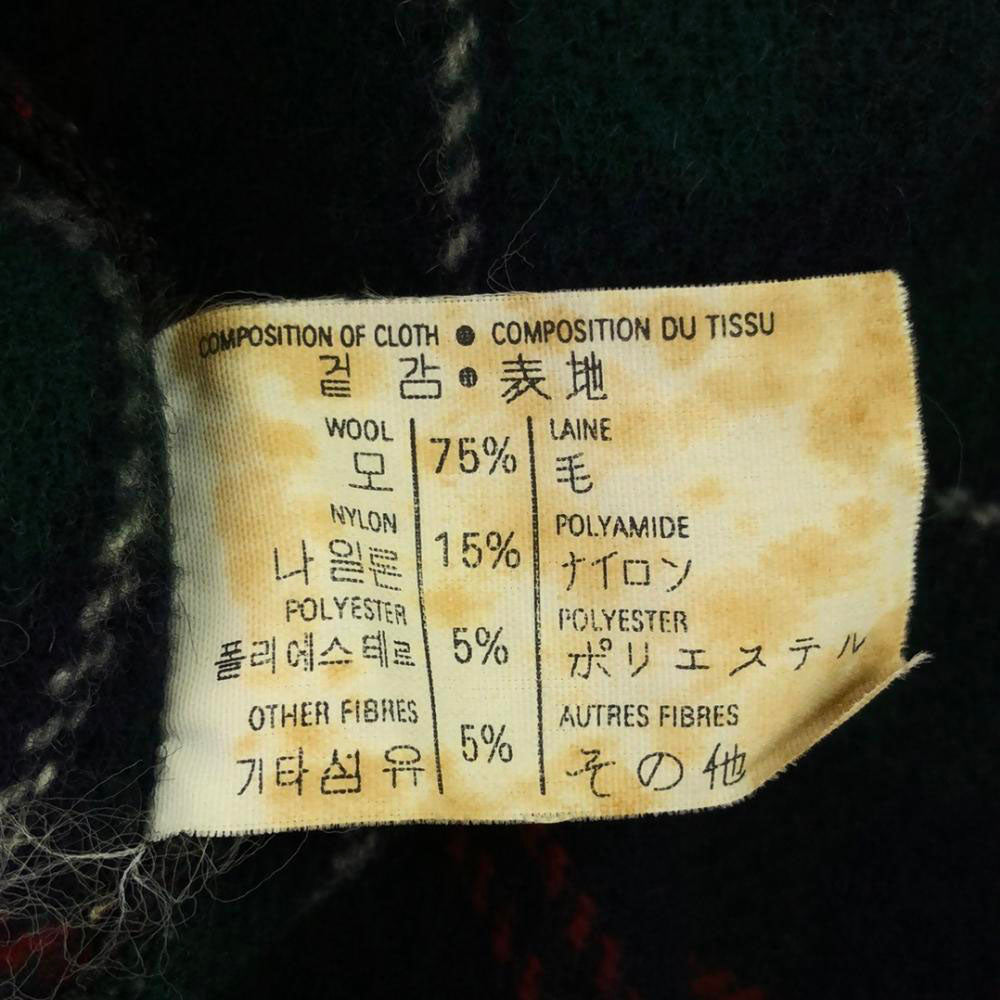 COMPOSITION OF CLOTH ● COMPOSITION DU TISSU
겉 감 ● 表地
WOOL 75% LAINE
모 毛
NYLON 15% POLYAMIDE
나일론 ナイロン
POLYESTER 5% POLYESTER
폴리에스테르 ポリエステル
OTHER FIBRES 5% AUTRES FIBRES
기타섬유 その他